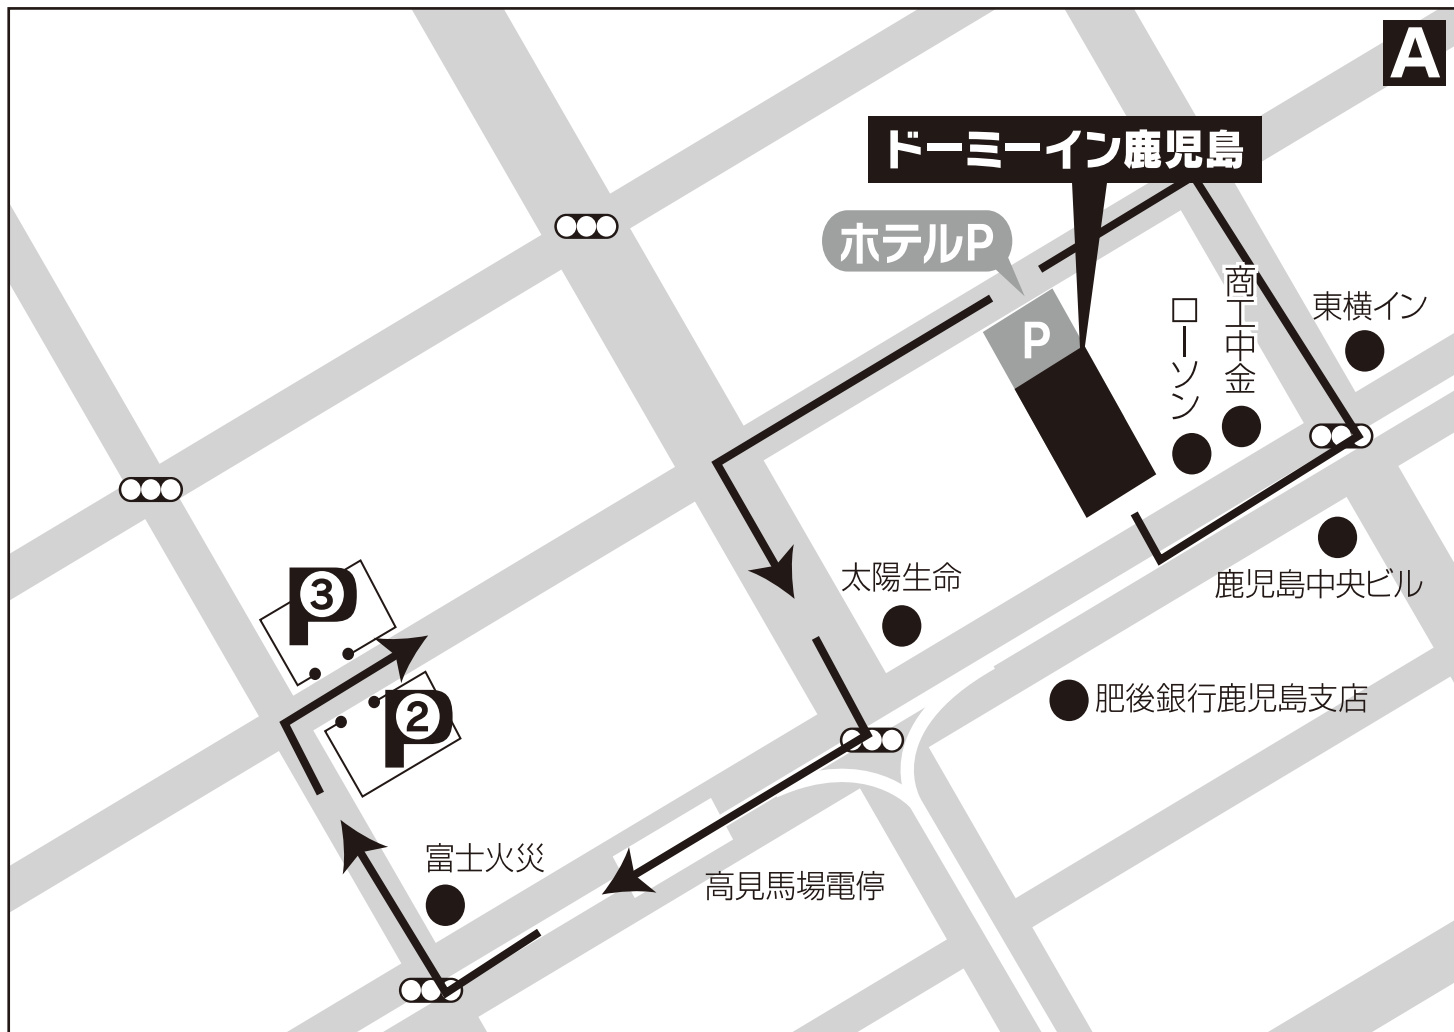 A
ドーミーイン鹿児島
ホテルP
P
ローソン
商工中金
東横イン
鹿児島中央ビル
太陽生命
肥後銀行鹿児島支店
P3
P2
富士火災
高見馬場電停